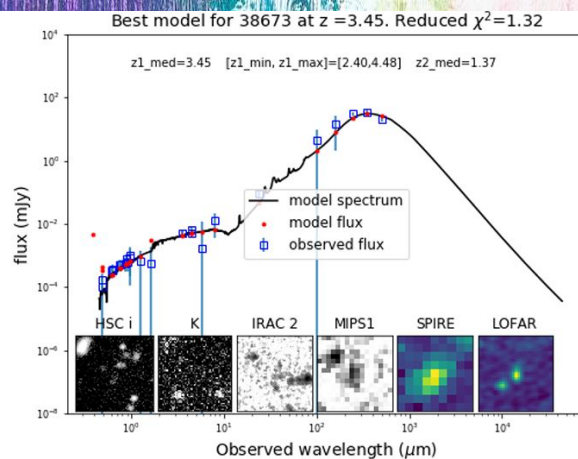 Best model for 38673 at z =3.45. Reduced χ²=1.32
z1_med=3.45 [z1_min, z1_max]=[2.40,4.48] z2_med=1.37
10⁴
10²
10⁰
10⁻²
10⁻⁴
10⁻⁶
10⁻⁸
flux (mJy)
model spectrum
model flux
observed flux
HSC i K IRAC 2 MIPS1 SPIRE LOFAR
10⁰ 10¹ 10² 10³ 10⁴
Observed wavelength (μm)